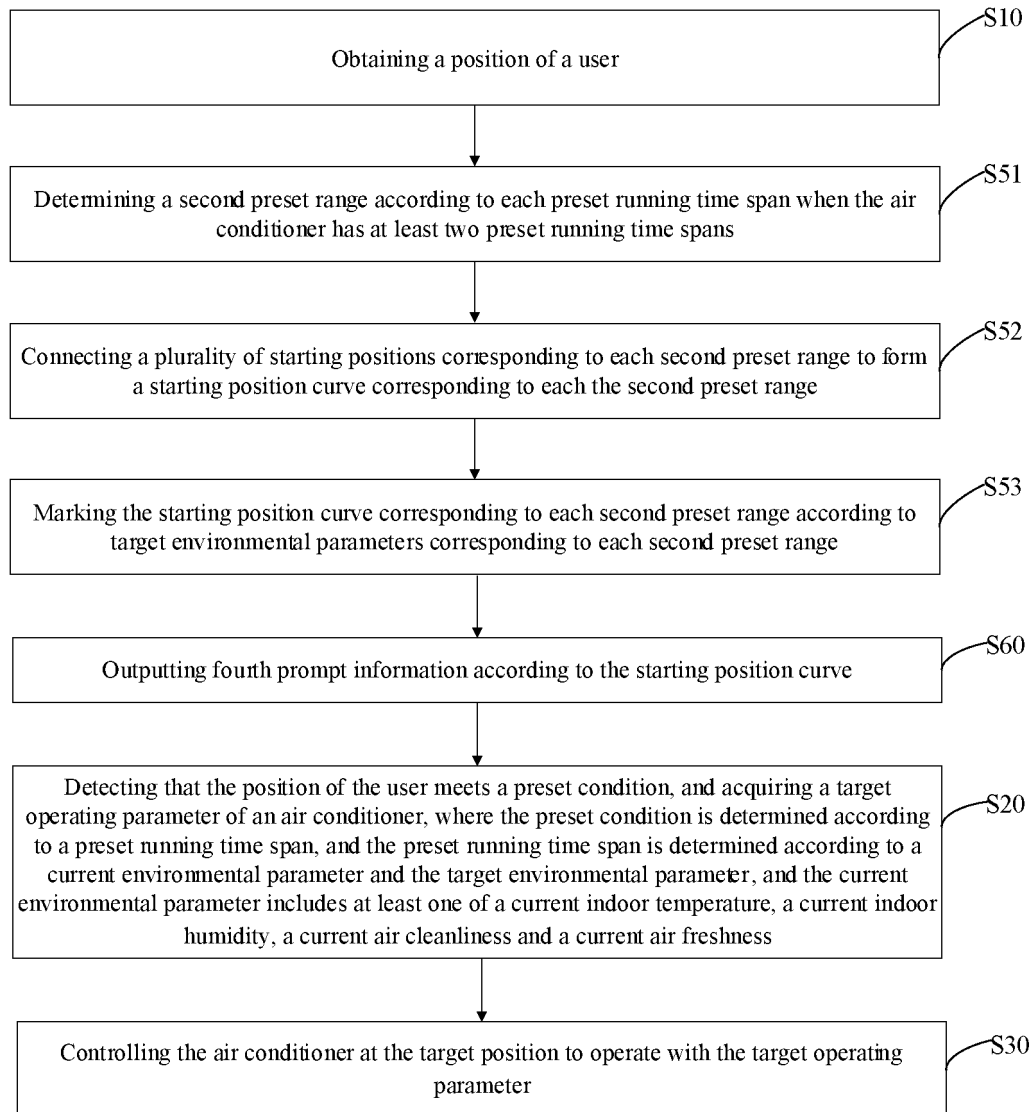 S10
Obtaining a position of a user
S51
Determining a second preset range according to each preset running time span when the air
conditioner has at least two preset running time spans
S52
Connecting a plurality of starting positions corresponding to each second preset range to form
a starting position curve corresponding to each the second preset range
S53
Marking the starting position curve corresponding to each second preset range according to
target environmental parameters corresponding to each second preset range
S60
Outputting fourth prompt information according to the starting position curve
S20
Detecting that the position of the user meets a preset condition, and acquiring a target
operating parameter of an air conditioner, where the preset condition is determined according
to a preset running time span, and the preset running time span is determined according to a
current environmental parameter and the target environmental parameter, and the current
environmental parameter includes at least one of a current indoor temperature, a current indoor
humidity, a current air cleanliness and a current air freshness
S30
Controlling the air conditioner at the target position to operate with the target operating
parameter